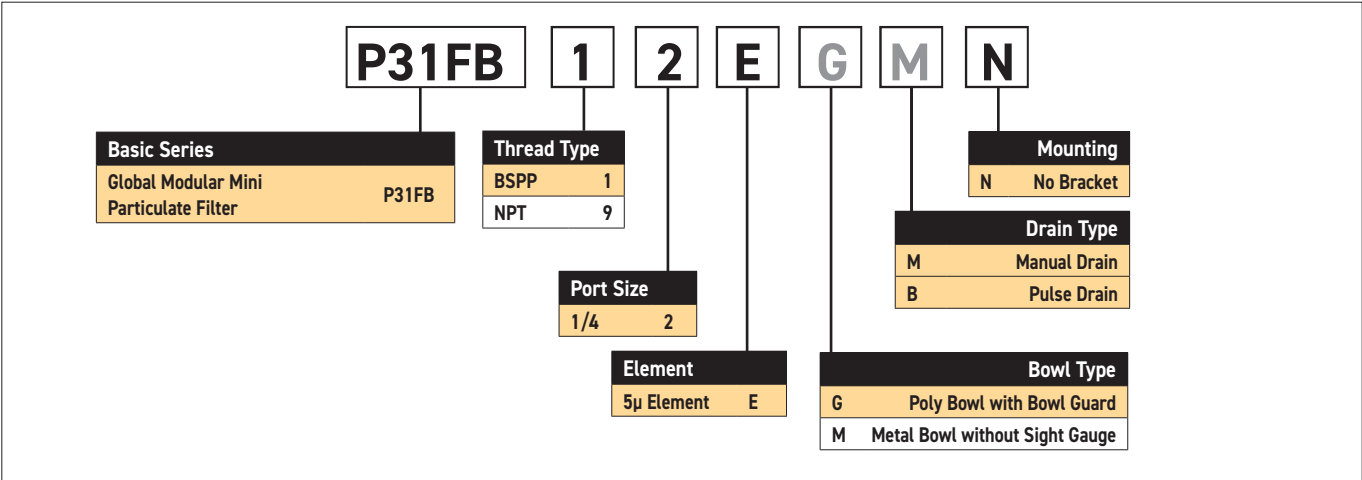 P31FB 1 2 E G M N
Basic Series
Global Modular Mini
Particulate Filter P31FB
Thread Type
BSPP 1
NPT 9
Mounting
N No Bracket
Drain Type
M Manual Drain
B Pulse Drain
Port Size
1/4 2
Element
5μ Element E
Bowl Type
G Poly Bowl with Bowl Guard
M Metal Bowl without Sight Gauge